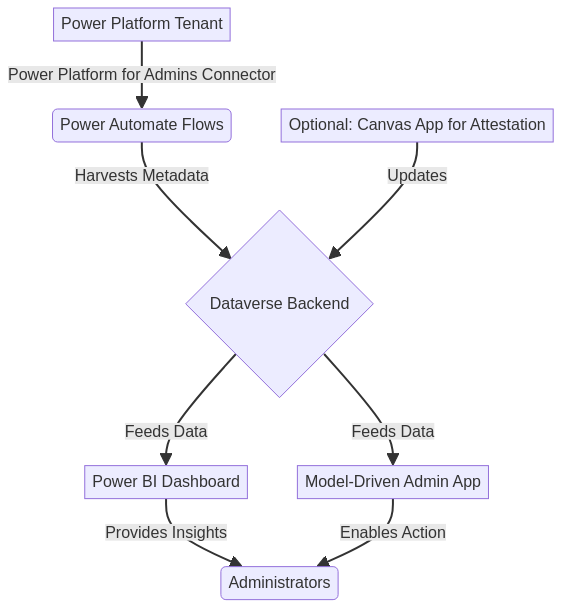 Power Platform Tenant
Power Platform for Admins Connector
Power Automate Flows
Optional: Canvas App for Attestation
Harvests Metadata
Updates
Dataverse Backend
Feeds Data
Feeds Data
Power BI Dashboard
Model-Driven Admin App
Provides Insights
Enables Action
Administrators